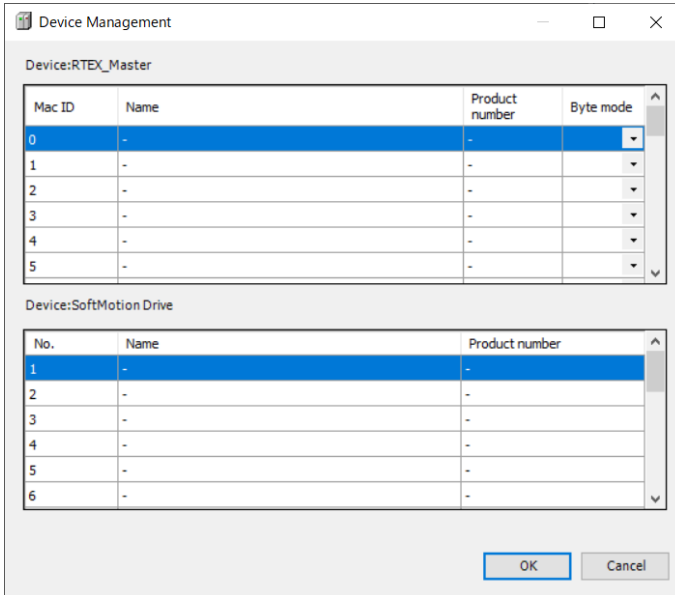 Device Management
Device:RTEX_Master
Mac ID Name Product number Byte mode
0 - -
1 - -
2 - -
3 - -
4 - -
5 - -
Device:SoftMotion Drive
No. Name Product number
1 - -
2 - -
3 - -
4 - -
5 - -
6 - -
OK Cancel